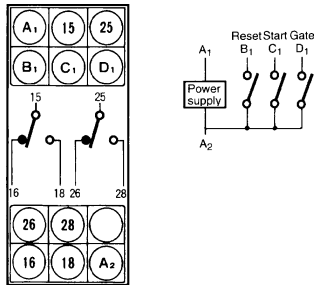 A1 15 25
B1 C1 D1
15 25
16 18 26 28
26 28
16 18 A2
Reset Start Gate
A1 B1 C1 D1
Power
supply
A2